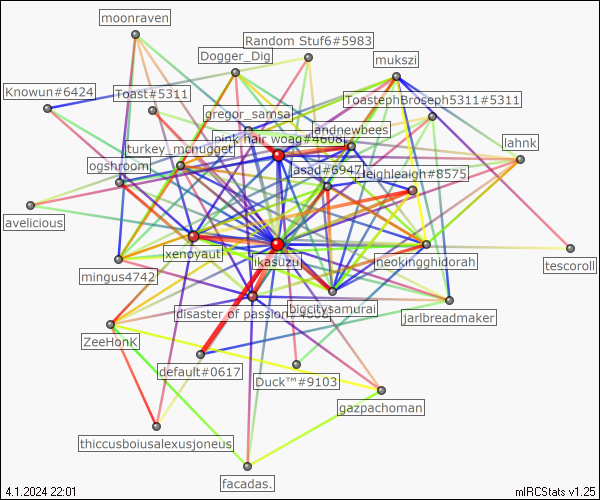 moonraven
Random Stuf6#5983
Dogger_Dig
mukszi
Knowun#6424
Toast#5311
ToastephBroseph5311#5311
gregor_samsa
andnewbees
pink hair woag#4608
lahnk
turkey_mcnugget
ogshroom
asad#6947
leighleaigh#8575
avelicious
xenoyaut
ikasuzu
neokingghidorah
tescoroll
mingus4742
disaster of passion#4006
bigcitysamurai
jarlbreadmaker
ZeeHonK
default#0617
Duck™#9103
gazpachoman
thiccusboiusalexusjoneus
facadas.
4.1.2024 22:01
mIRCStats v1.25